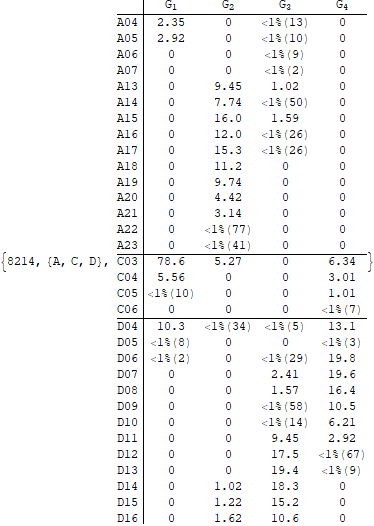 G1 G2 G3 G4
A04 2.35 0 <1%(13) 0
A05 2.92 0 <1%(10) 0
A06 0 0 <1%(9) 0
A07 0 0 <1%(2) 0
A13 0 9.45 1.02 0
A14 0 7.74 <1%(50) 0
A15 0 16.0 1.59 0
A16 0 12.0 <1%(26) 0
A17 0 15.3 <1%(26) 0
A18 0 11.2 0 0
A19 0 9.74 0 0
A20 0 4.42 0 0
A21 0 3.14 0 0
A22 0 <1%(77) 0 0
A23 0 <1%(41) 0 0
{8214, {A, C, D}, C03 78.6 5.27 0 6.34 }
C04 5.56 0 0 3.01
C05 <1%(10) 0 0 1.01
C06 0 0 0 <1%(7)
D04 10.3 <1%(34) <1%(5) 13.1
D05 <1%(8) 0 0 <1%(3)
D06 <1%(2) 0 <1%(29) 19.8
D07 0 0 2.41 19.6
D08 0 0 1.57 16.4
D09 0 0 <1%(58) 10.5
D10 0 0 <1%(14) 6.21
D11 0 0 9.45 2.92
D12 0 0 17.5 <1%(67)
D13 0 0 19.4 <1%(9)
D14 0 1.02 18.3 0
D15 0 1.22 15.2 0
D16 0 1.62 10.6 0